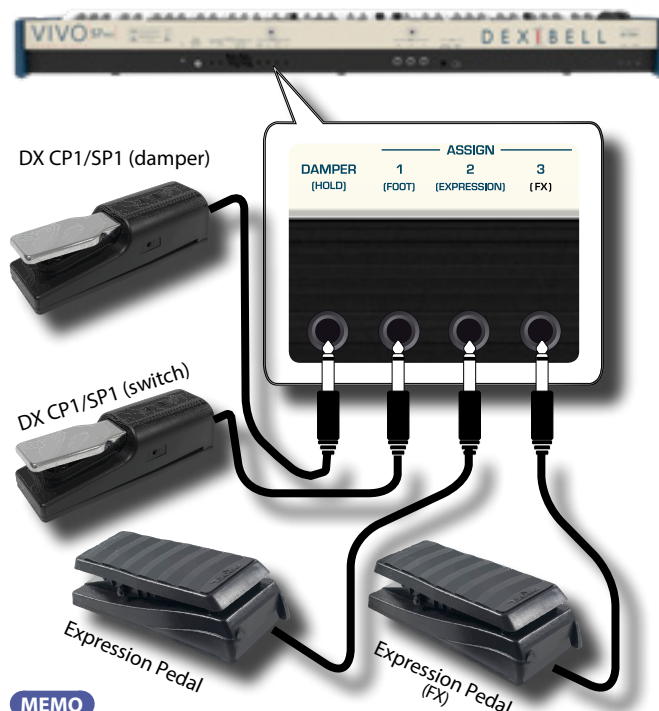 VIVO S7
DEXIBELL
DX CP1/SP1 (damper)
ASSIGN
DAMPER 1 2 3
(HOLD) (FOOT) (EXPRESSION) (FX)
DX CP1/SP1 (switch)
Expression Pedal
Expression Pedal
(FX)
MEMO